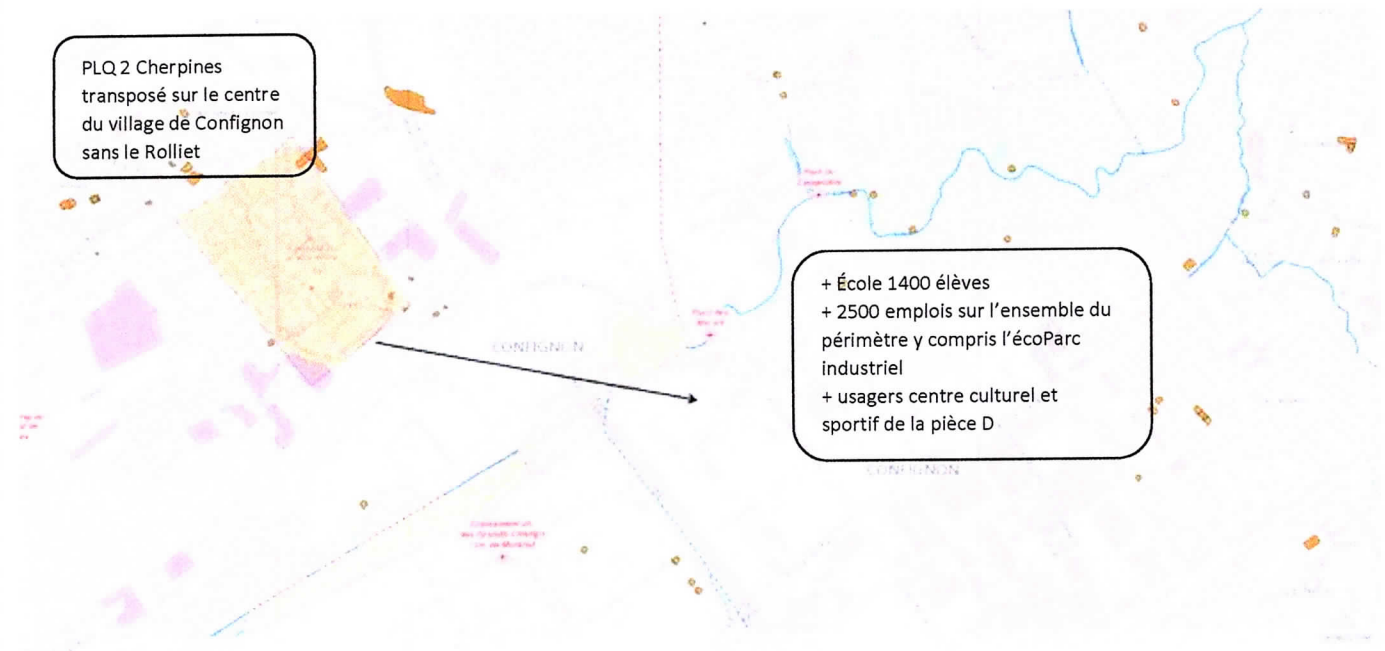 PLQ 2 Cherpines
transposé sur le centre
du village de Confignon
sans le Rolliet
+ École 1400 élèves
+ 2500 emplois sur l’ensemble du
périmètre y compris l’écoParc
industriel
+ usagers centre culturel et
sportif de la pièce D
CONFIGNON
CONFIGNON